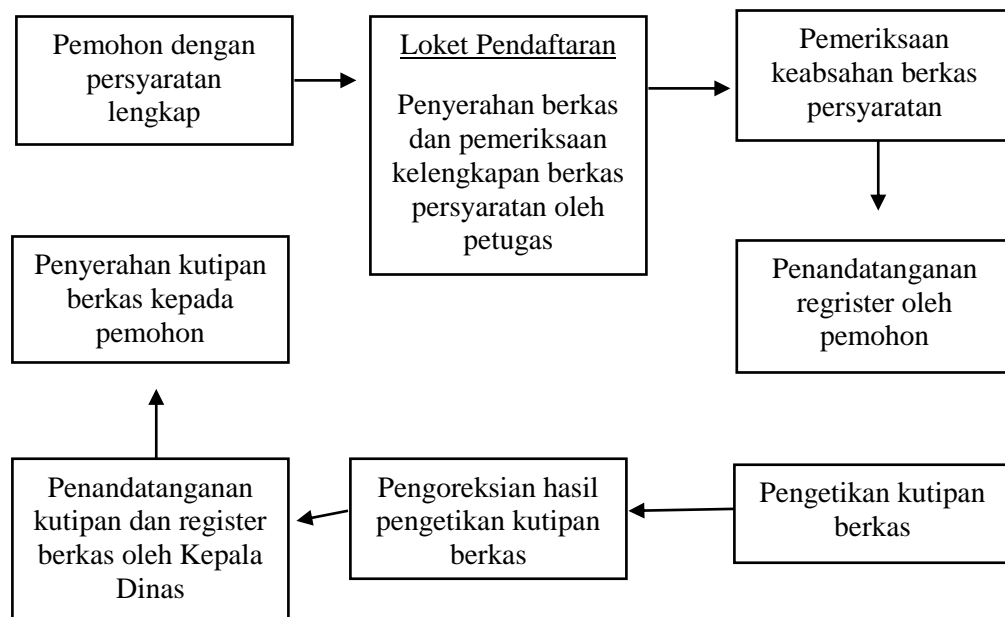 Pemohon dengan
persyaratan
lengkap
Loket Pendaftaran
Penyerahan berkas
dan pemeriksaan
kelengkapan berkas
persyaratan oleh
petugas
Pemeriksaan
keabsahan berkas
persyaratan
Penandatanganan
regrister oleh
pemohon
Pengetikan kutipan
berkas
Pengoreksian hasil
pengetikan kutipan
berkas
Penandatanganan
kutipan dan register
berkas oleh Kepala
Dinas
Penyerahan kutipan
berkas kepada
pemohon